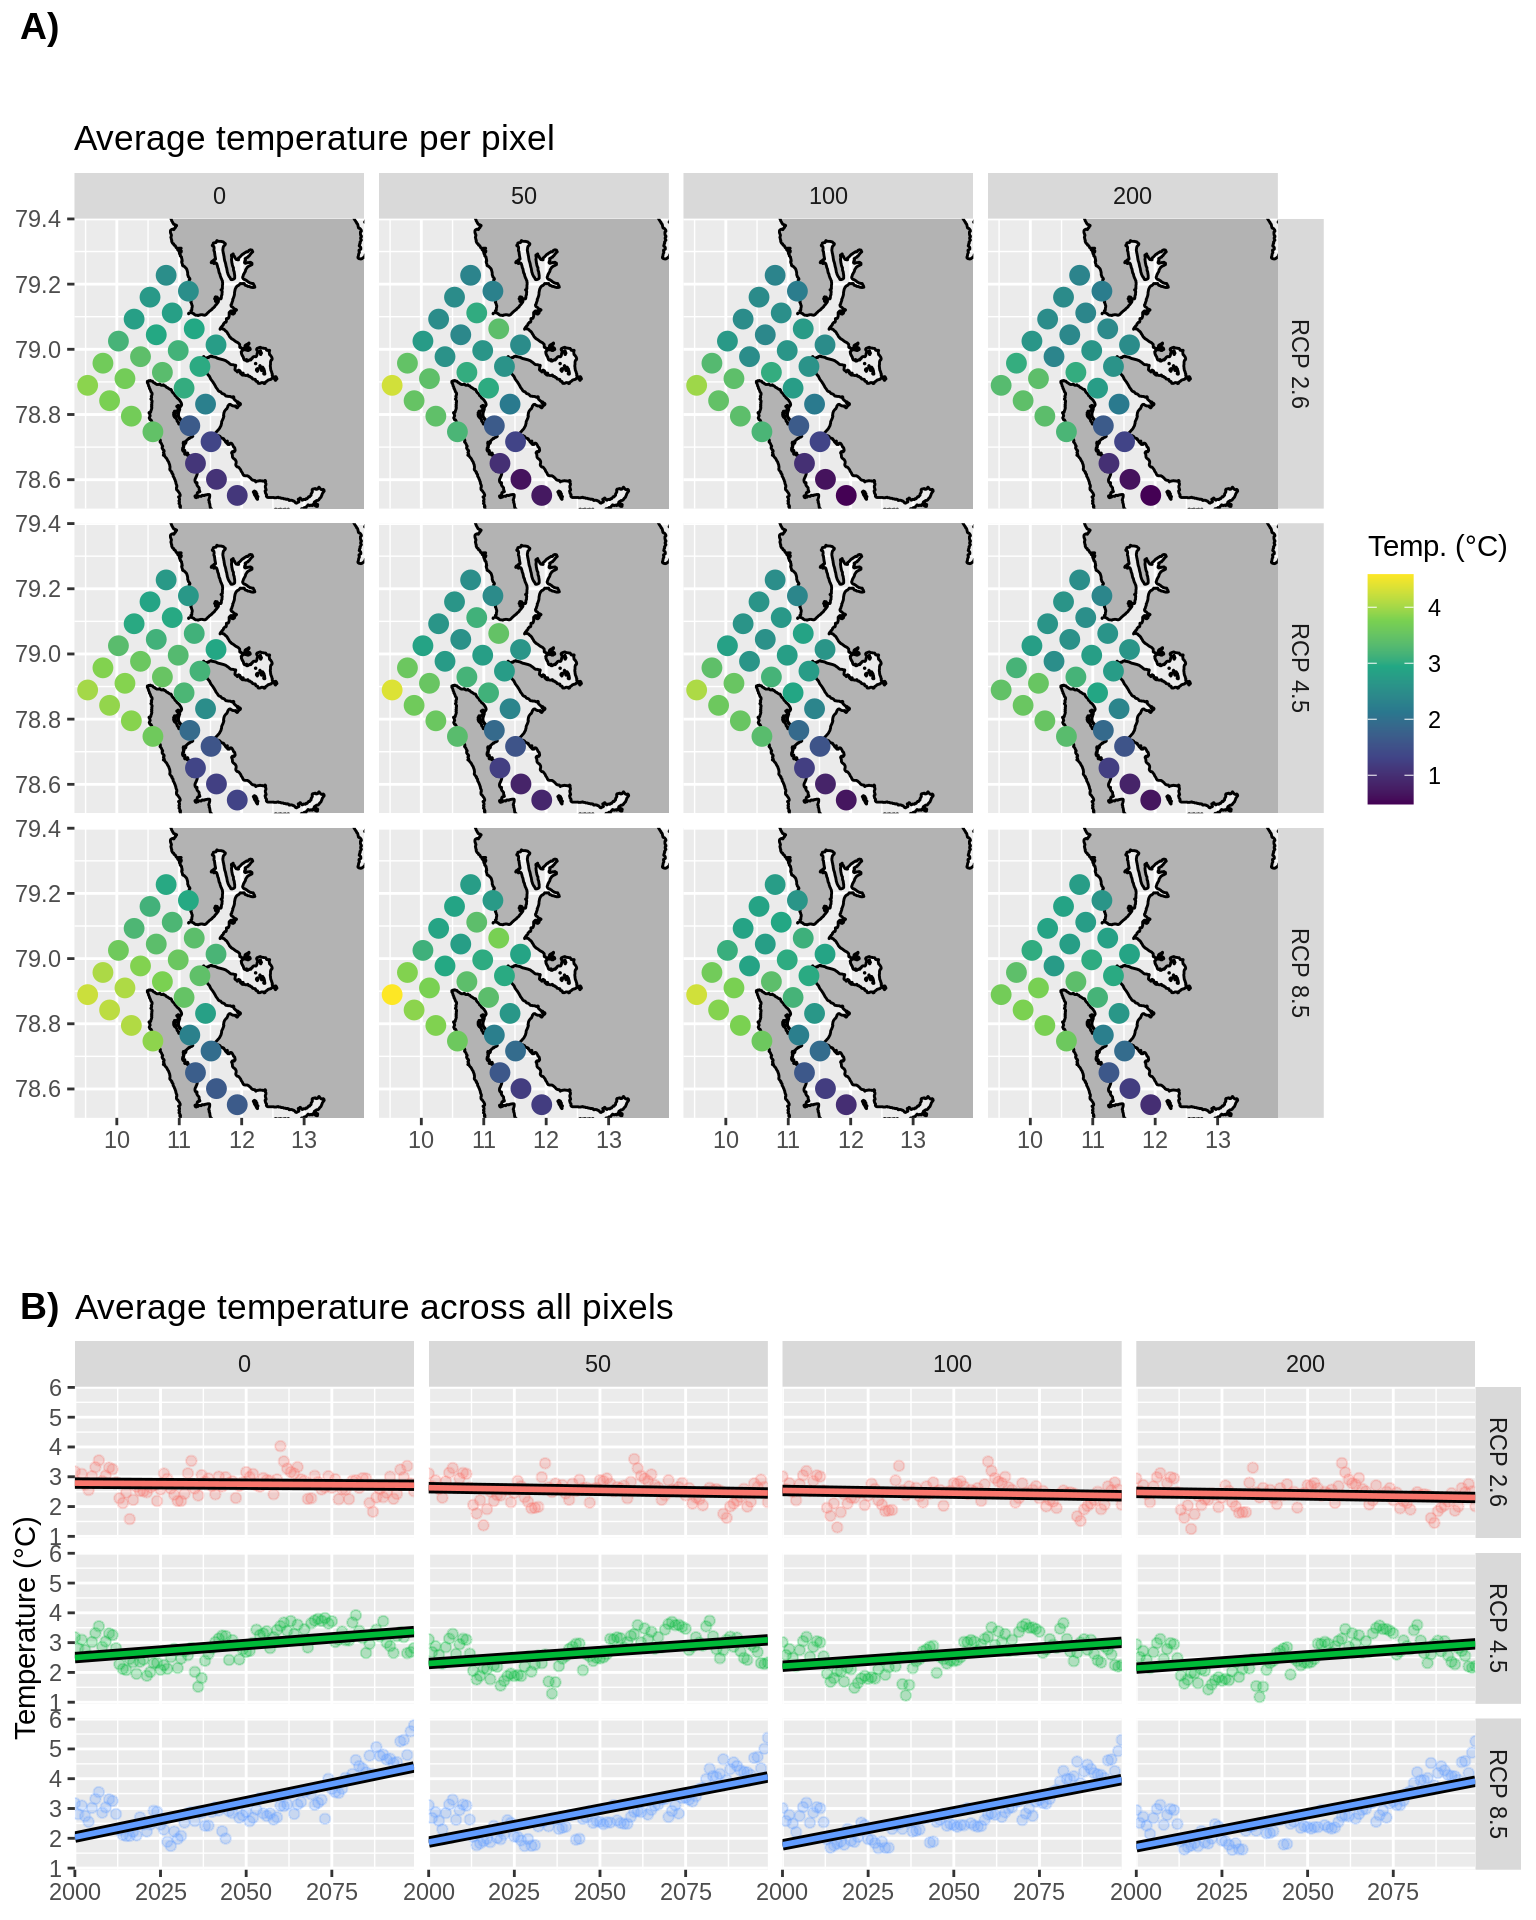 A)
Average temperature per pixel
0 50 100 200
79.4
79.2
79.0
78.8
78.6
RCP 2.6
79.4
79.2
79.0
78.8
78.6
RCP 4.5
79.4
79.2
79.0
78.8
78.6
RCP 8.5
10 11 12 13 10 11 12 13 10 11 12 13 10 11 12 13
Temp. (°C)
4
3
2
1
B) Average temperature across all pixels
0 50 100 200
Temperature (°C)
6
5
4
3
2
1
RCP 2.6
6
5
4
3
2
1
RCP 4.5
6
5
4
3
2
1
RCP 8.5
2000 2025 2050 2075 2000 2025 2050 2075 2000 2025 2050 2075 2000 2025 2050 2075